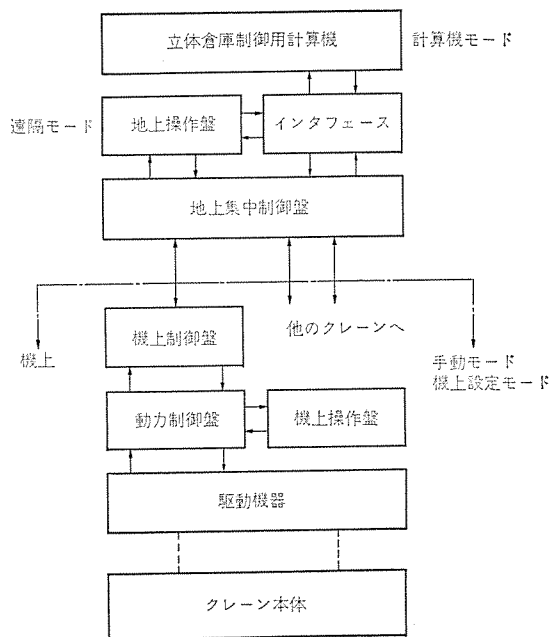 立体倉庫制御用計算機
計算機モード
遠隔モード
地上操作盤
インタフェース
地上集中制御盤
機上制御盤
他のクレーンへ
機上
手動モード
機上設定モード
動力制御盤
機上操作盤
駆動機器
クレーン本体